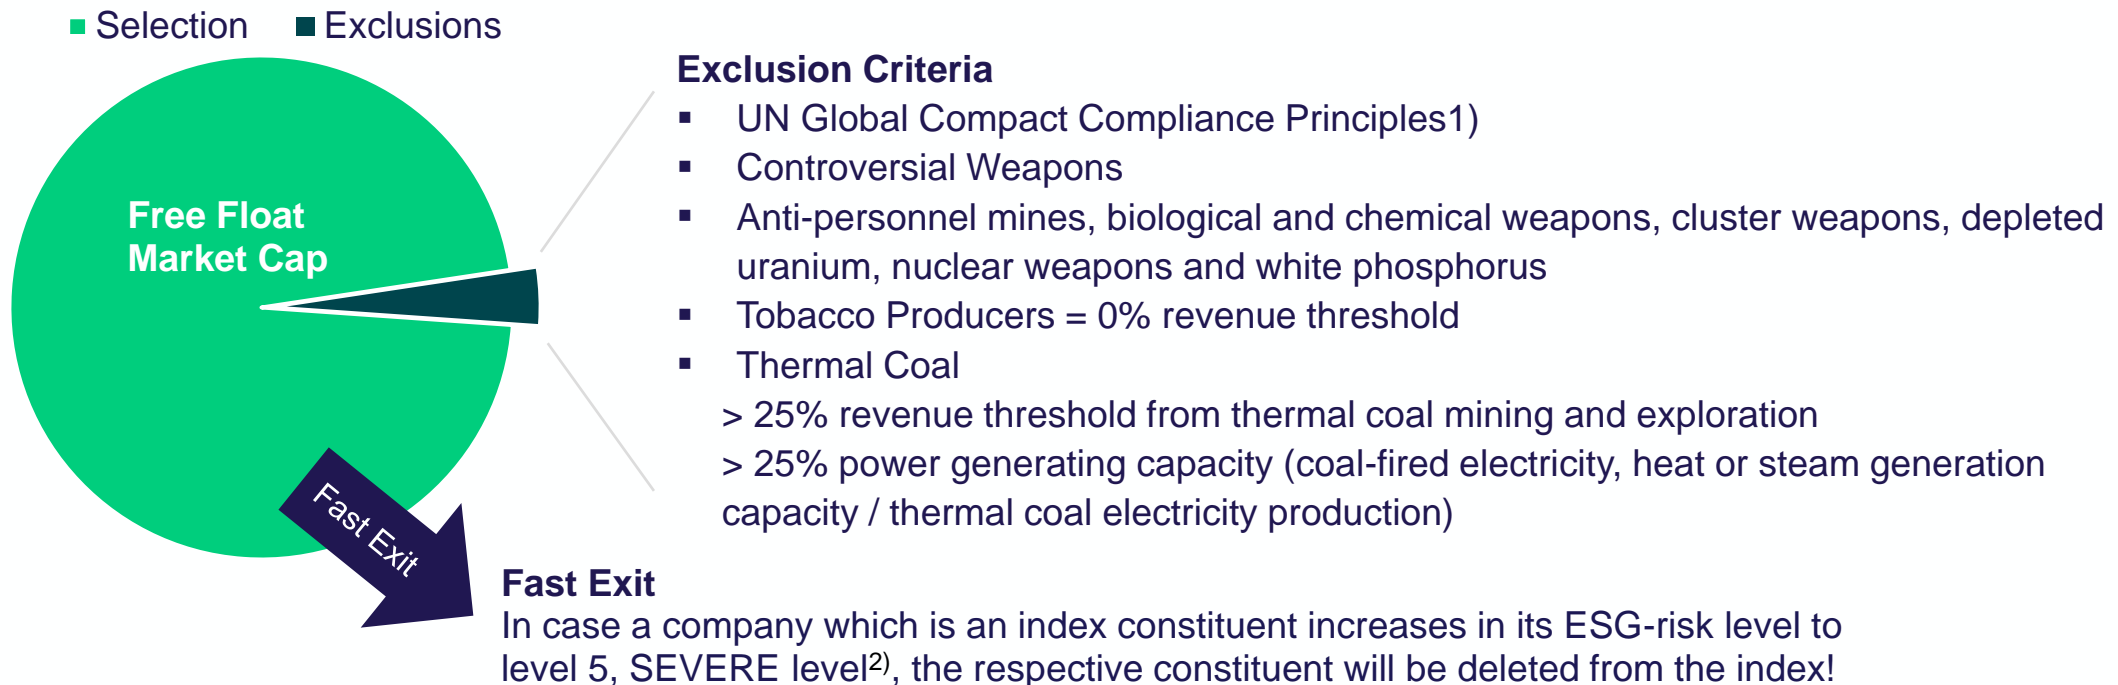 Selection Exclusions
Exclusion Criteria
▪ UN Global Compact Compliance Principles1)
▪ Controversial Weapons
▪ Anti-personnel mines, biological and chemical weapons, cluster weapons, depleted
uranium, nuclear weapons and white phosphorus
▪ Tobacco Producers = 0% revenue threshold
▪ Thermal Coal
> 25% revenue threshold from thermal coal mining and exploration
> 25% power generating capacity (coal-fired electricity, heat or steam generation
capacity / thermal coal electricity production)
Free Float
Market Cap
Fast Exit
Fast Exit
In case a company which is an index constituent increases in its ESG-risk level to
level 5, SEVERE level2), the respective constituent will be deleted from the index!